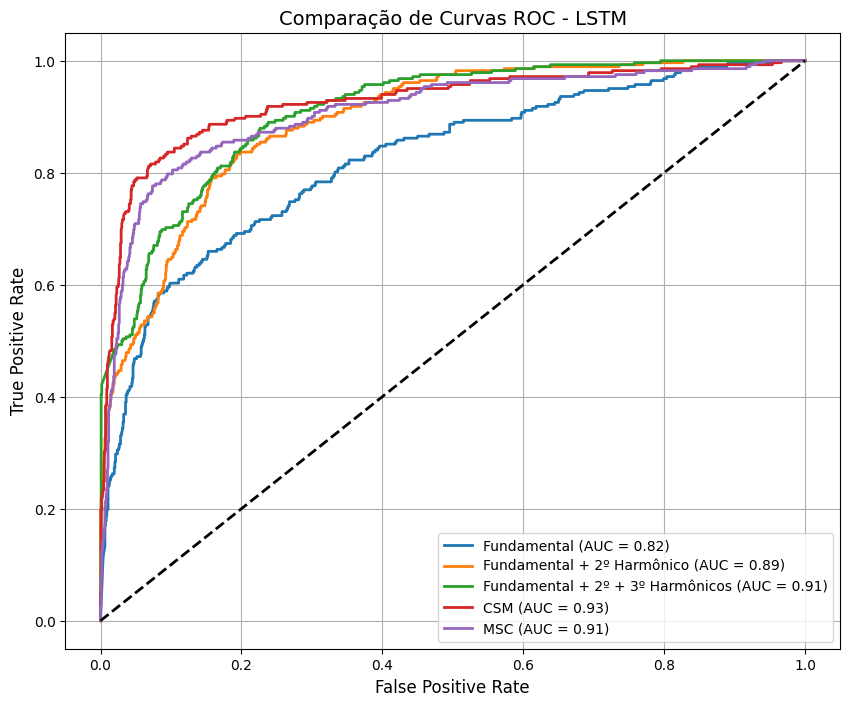 Comparação de Curvas ROC - LSTM
True Positive Rate
1.0
0.8
0.6
0.4
0.2
0.0
Fundamental (AUC = 0.82)
Fundamental + 2º Harmônico (AUC = 0.89)
Fundamental + 2º + 3º Harmônicos (AUC = 0.91)
CSM (AUC = 0.93)
MSC (AUC = 0.91)
0.0 0.2 0.4 0.6 0.8 1.0
False Positive Rate